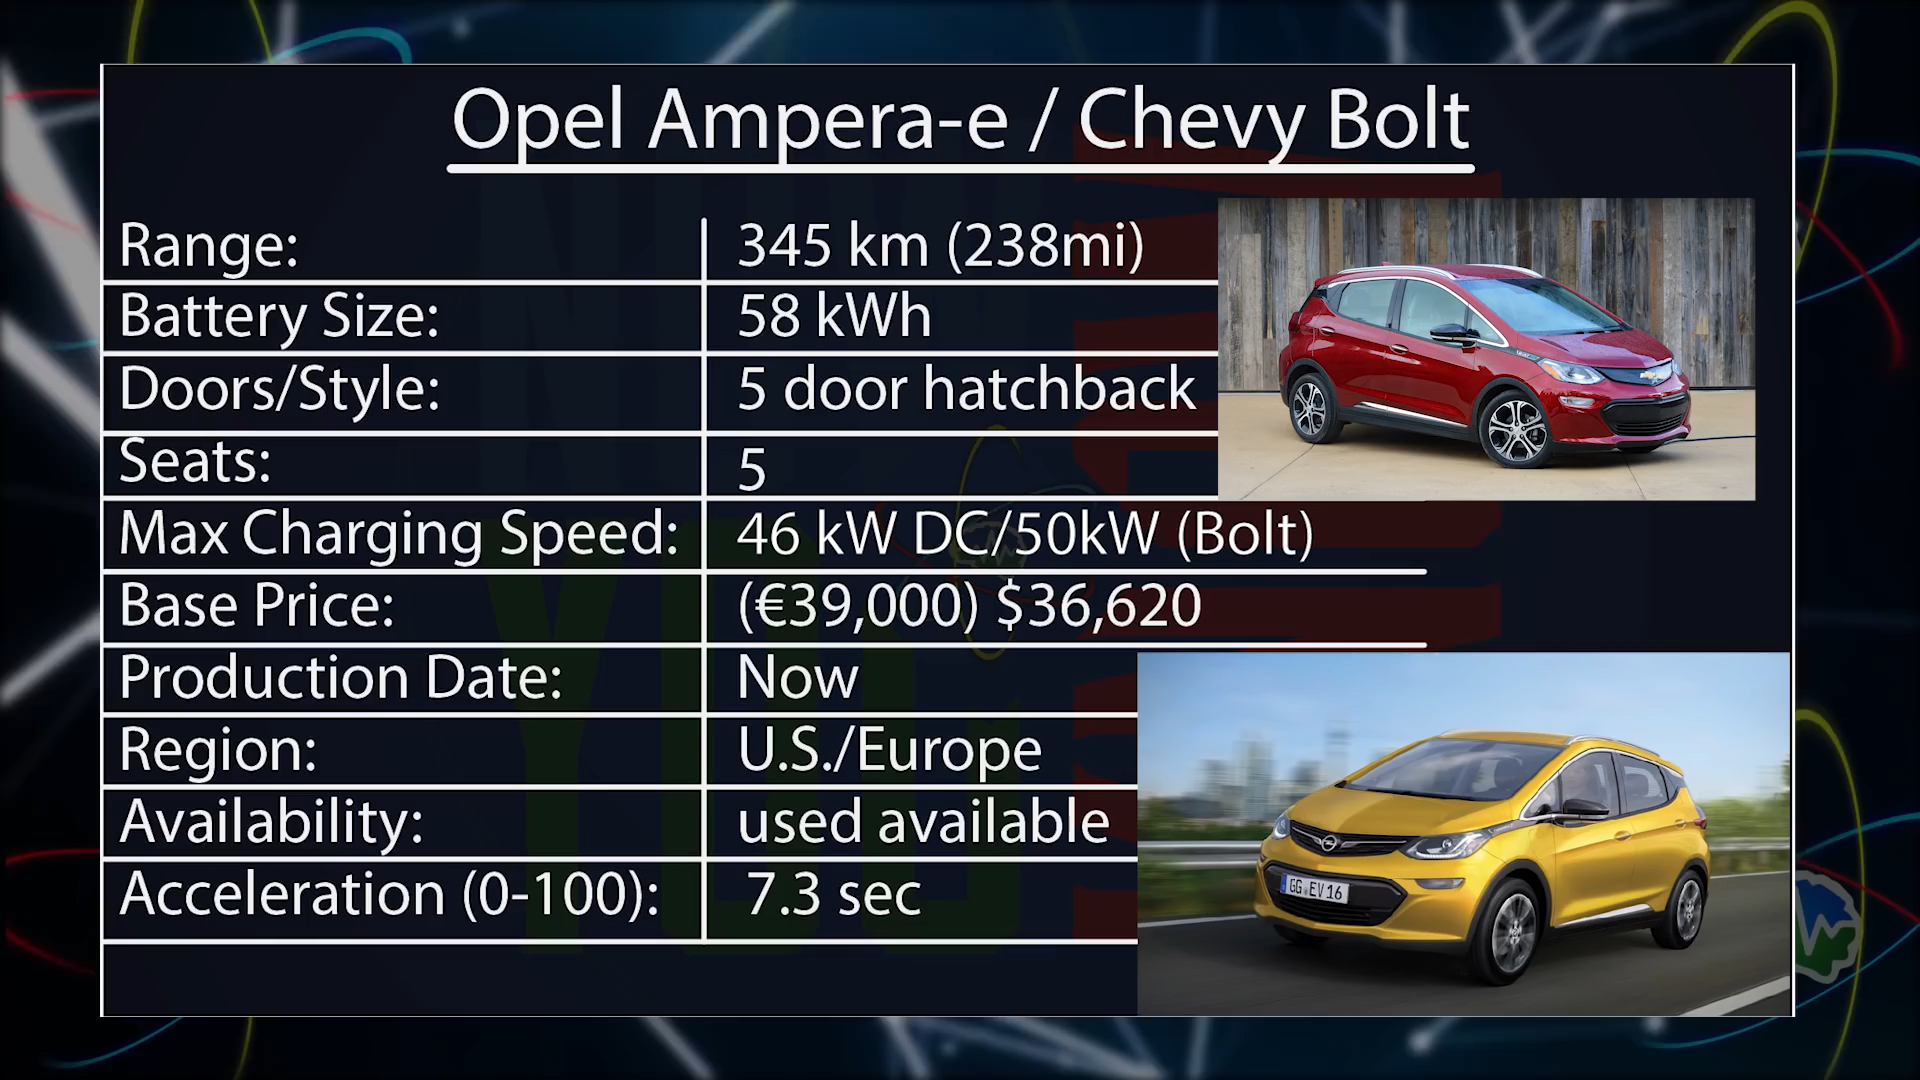 Opel Ampera-e / Chevy Bolt
Range: 345 km (238mi)
Battery Size: 58 kWh
Doors/Style: 5 door hatchback
Seats: 5
Max Charging Speed: 46 kW DC/50kW (Bolt)
Base Price: (€39,000) $36,620
Production Date: Now
Region: U.S./Europe
Availability: used available
Acceleration (0-100): 7.3 sec
GG EV 16